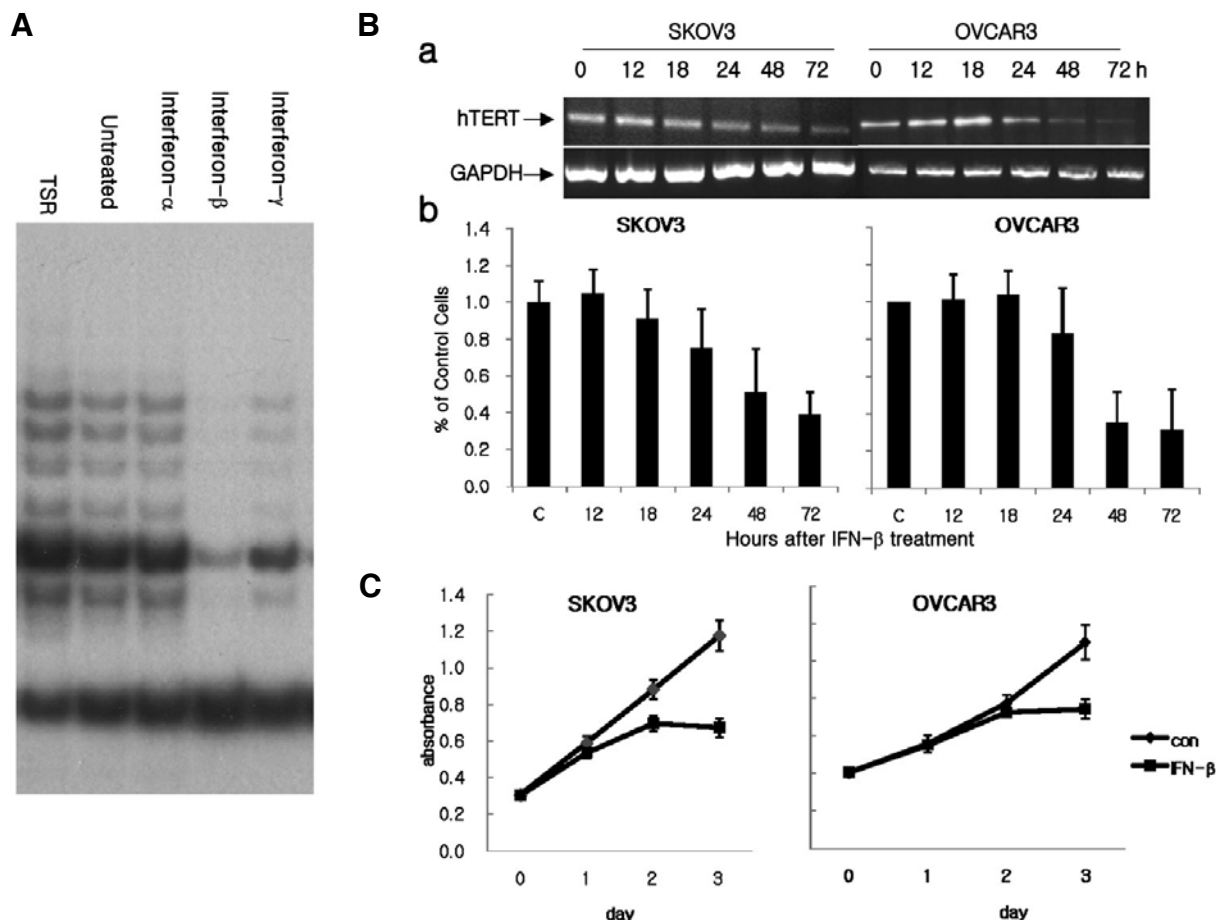 A
TSR
Untreated
Interferon-α
Interferon-β
Interferon-γ
B
a
SKOV3
OVCAR3
0 12 18 24 48 72 0 12 18 24 48 72 h
hTERT
GAPDH
b
SKOV3
OVCAR3
% of Control Cells
1.4
1.2
1.0
0.8
0.6
0.4
0.2
0.0
C 12 18 24 48 72
C 12 18 24 48 72
Hours after IFN-β treatment
C
SKOV3
OVCAR3
absorbance
1.4
1.2
1.0
0.8
0.6
0.4
0.2
0.0
0 1 2 3
0 1 2 3
day
day
con
IFN-β